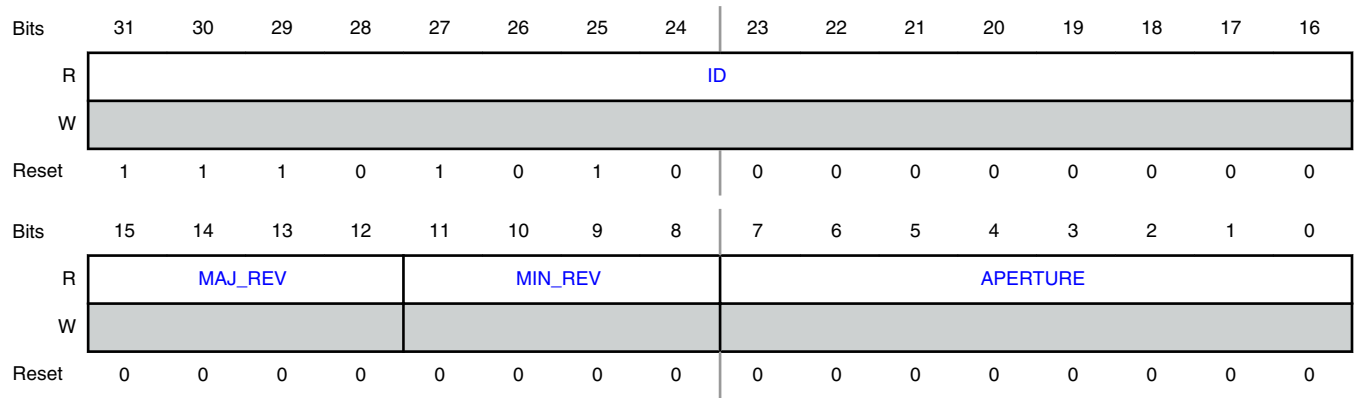 Bits 31 30 29 28 27 26 25 24 23 22 21 20 19 18 17 16
R ID
W
Reset 1 1 1 0 1 0 1 0 0 0 0 0 0 0 0 0
Bits 15 14 13 12 11 10 9 8 7 6 5 4 3 2 1 0
R MAJ_REV MIN_REV APERTURE
W
Reset 0 0 0 0 0 0 0 0 0 0 0 0 0 0 0 0